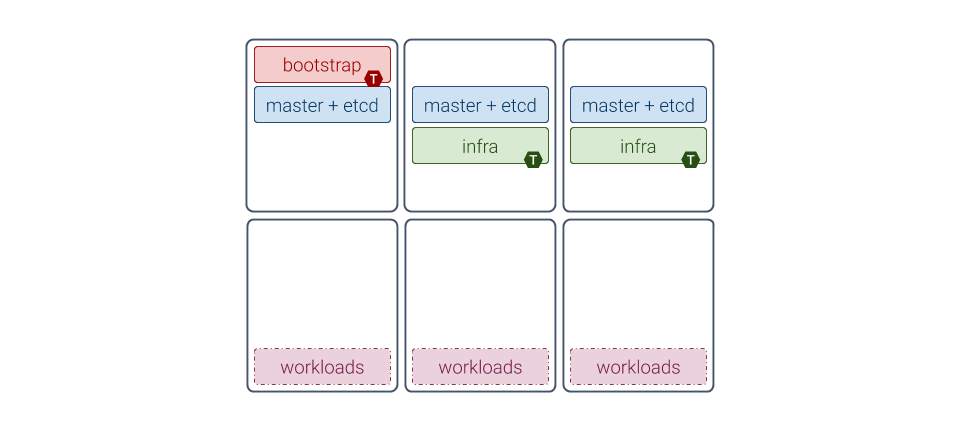 bootstrap
T
master + etcd
master + etcd
master + etcd
infra
T
infra
T
workloads
workloads
workloads